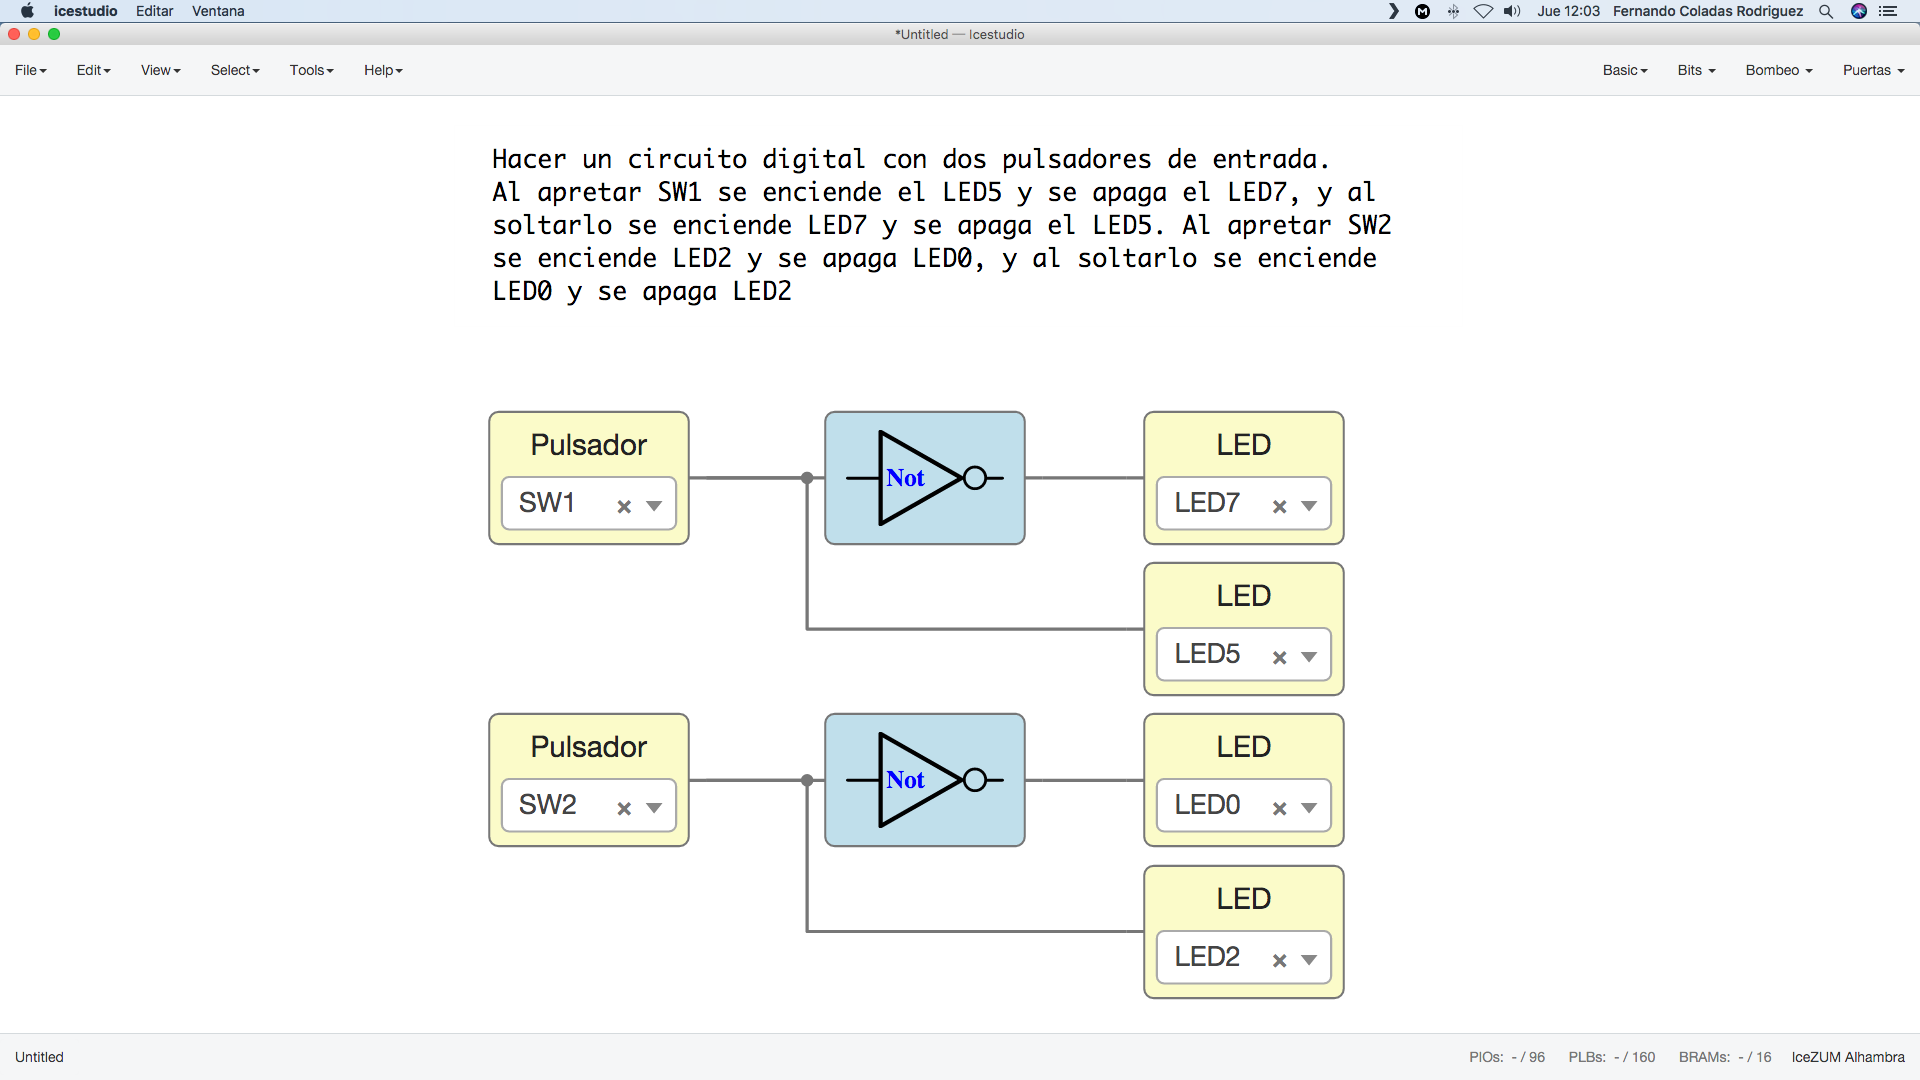 icestudio Editar Ventana Jue 12:03 Fernando Coladas Rodriguez
*Untitled — Icestudio
File Edit View Select Tools Help Basic Bits Bombeo Puertas
Hacer un circuito digital con dos pulsadores de entrada.
Al apretar SW1 se enciende el LED5 y se apaga el LED7, y al
soltarlo se enciende LED7 y se apaga el LED5. Al apretar SW2
se enciende LED2 y se apaga LED0, y al soltarlo se enciende
LED0 y se apaga LED2
Pulsador LED
Not
SW1 LED7
LED
LED5
Pulsador LED
Not
SW2 LED0
LED
LED2
Untitled PIOs: - / 96 PLBs: - / 160 BRAMs: - / 16 IceZUM Alhambra